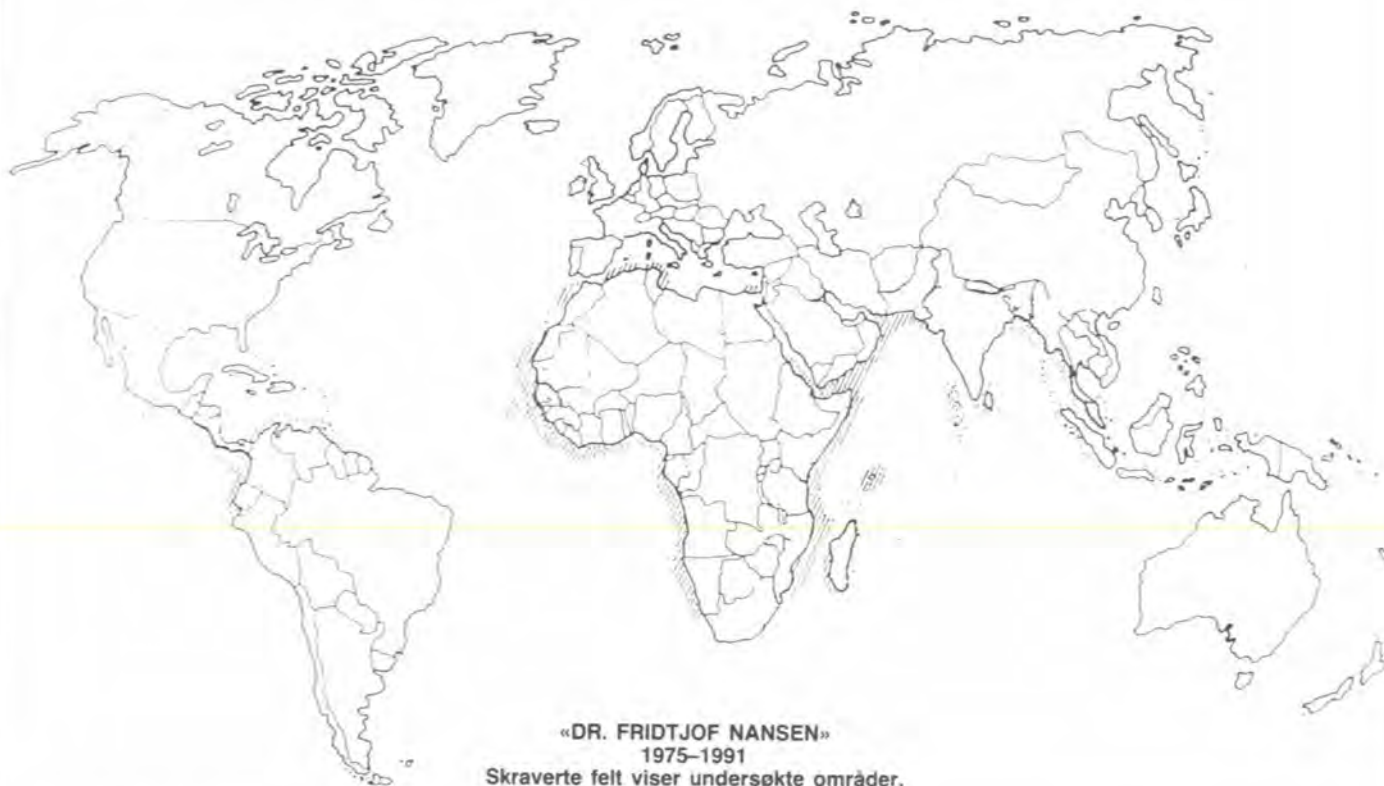 «DR. FRIDTJOF NANSEN»
1975–1991
Skraverte felt viser undersøkte områder.